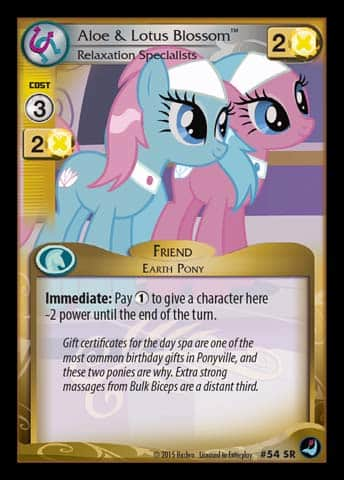 Aloe & Lotus Blossom™
Relaxation Specialists
2
COST
3
2
FRIEND
EARTH PONY
Immediate: Pay 1 to give a character here
-2 power until the end of the turn.
Gift certificates for the day spa are one of the
most common birthday gifts in Ponyville, and
these two ponies are why. Extra strong
massages from Bulk Biceps are a distant third.
© 2015 Hasbro. Licensed to Enterplay.
#54 SR